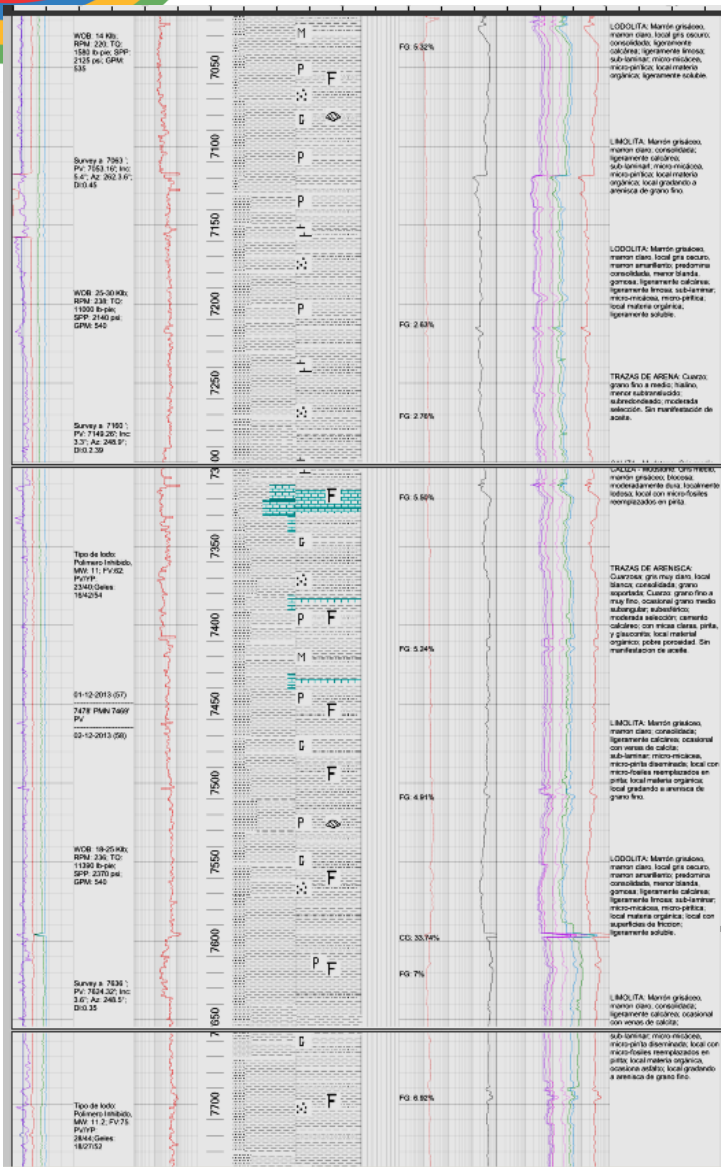 WOB: 14 Klb;
RPM: 220; TQ:
1580 lb-pie; SPP:
2125 psi; GPM:
535
Survey a 7063 ';
PV: 7053.16'; Inc:
5.4°; Az: 262.3.6°;
Dl:0.45
WOB: 25-30 Klb;
RPM: 238; TQ:
11000 lb-pie;
SPP: 2140 psi;
GPM: 540
Survey a 7160 ';
PV: 7149.26'; Inc:
3.3°; Az: 248.9°;
Dl:0.2.39
Tipo de lodo:
Polimero Inhibido,
MW: 11; FV:62;
PV/YP:
23/40;Geles:
16/42/54
01-12-2013 (57)
7478' PMN 7469'
PV
02-12-2013 (58)
WOB: 18-25 Klb;
RPM: 236; TQ:
11390 lb-pie;
SPP: 2370 psi;
GPM: 540
Survey a 7636 ';
PV: 7624.32'; Inc:
3.6°; Az: 248.5°;
Dl:0.35
Tipo de lodo:
Polimero Inhibido,
MW: 11.2; FV:75
PV/YP:
28/44;Geles:
18/27/52
7050
7100
7150
7200
7250
73
00
7350
7400
7450
7500
7550
7600
7
650
7700
M
P
F
G
P
P
P
F
G
P
F
M
P
F
G
F
P
G
F
P F
G
F
FG: 5.32%
FG: 2.63%
FG: 2.76%
FG: 5.50%
FG: 5.24%
FG: 4.91%
CG: 33.74%
FG: 7%
FG: 6.92%
LODOLITA: Marrón grisáceo,
marron claro, local gris oscuro;
consolidada; ligeramente
calcárea; ligeramente limosa;
sub-laminar; micro-micácea,
micro-pirítica; local materia
orgánica; ligeramente soluble.
LIMOLITA: Marrón grisáceo,
marron claro, consolidada;
ligeramente calcárea;
sub-laminar; micro-micácea,
micro-pirítica; local materia
orgánica; local gradando a
arenisca de grano fino.
LODOLITA: Marrón grisáceo,
marron claro, local gris oscuro,
marron amarillento; predomina
consolidada, menor blanda,
gomosa; ligeramente calcárea;
ligeramente limosa; sub-laminar;
micro-micácea, micro-pirítica;
local materia orgánica;
ligeramente soluble.
TRAZAS DE ARENA: Cuarzo;
grano fino a medio; hialino,
menor subtranslucido;
subredondeado; moderada
selección. Sin manifestación de
aceite.
CALIZA - Mudstone: Gris medio,
marrón grisáceo; blocosa;
moderadamente dura; localmente
lodosa; local con micro-fosiles
reemplazados en pirita.
TRAZAS DE ARENISCA:
Cuarzosa; gris muy claro, local
blanca; consolidada; grano
soportada; Cuarzo: grano fino a
muy fino, ocasional grano medio
subangular; subesférico;
moderada selección; cemento
calcáreo; con micas claras, pirita,
y glauconita; local material
orgánico; pobre porosidad. Sin
manifestacion de aceite.
LIMOLITA: Marrón grisáceo,
marron claro; consolidada;
ligeramente calcárea; ocasional
con venas de calcita;
sub-laminar; micro-micácea,
micro-pirita diseminada; local con
micro-fosiles reemplazados en
pirita; local materia orgánica;
local gradando a arenisca de
grano fino.
LODOLITA: Marrón grisáceo,
marron claro, local gris oscuro,
marron amarillento; predomina
consolidada, menor blanda,
gomosa; ligeramente calcárea;
ligeramente limosa; sub-laminar;
micro-micácea, micro-pirítica;
local materia orgánica; local con
superficies de friccion;
ligeramente soluble.
LIMOLITA: Marrón grisáceo,
marron claro, consolidada;
ligeramente calcárea; ocasional
con venas de calcita;
sub-laminar; micro-micácea,
micro-pirita diseminada; local con
micro-fosiles reemplazados en
pirita; local materia orgánica,
ocasiona asfalto; local gradando
a arenisca de grano fino.